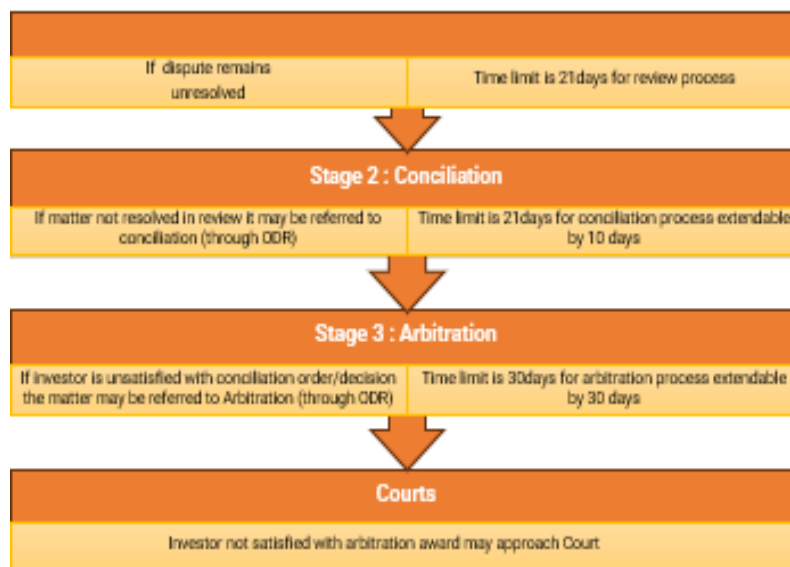 If dispute remains
unresolved
Time limit is 21days for review process
Stage 2 : Conciliation
If matter not resolved in review it may be referred to
conciliation (through ODR)
Time limit is 21days for conciliation process extendable
by 10 days
Stage 3 : Arbitration
If investor is unsatisfied with conciliation order/decision
the matter may be referred to Arbitration (through ODR)
Time limit is 30days for arbitration process extendable
by 30 days
Courts
Investor not satisfied with arbitration award may approach Court